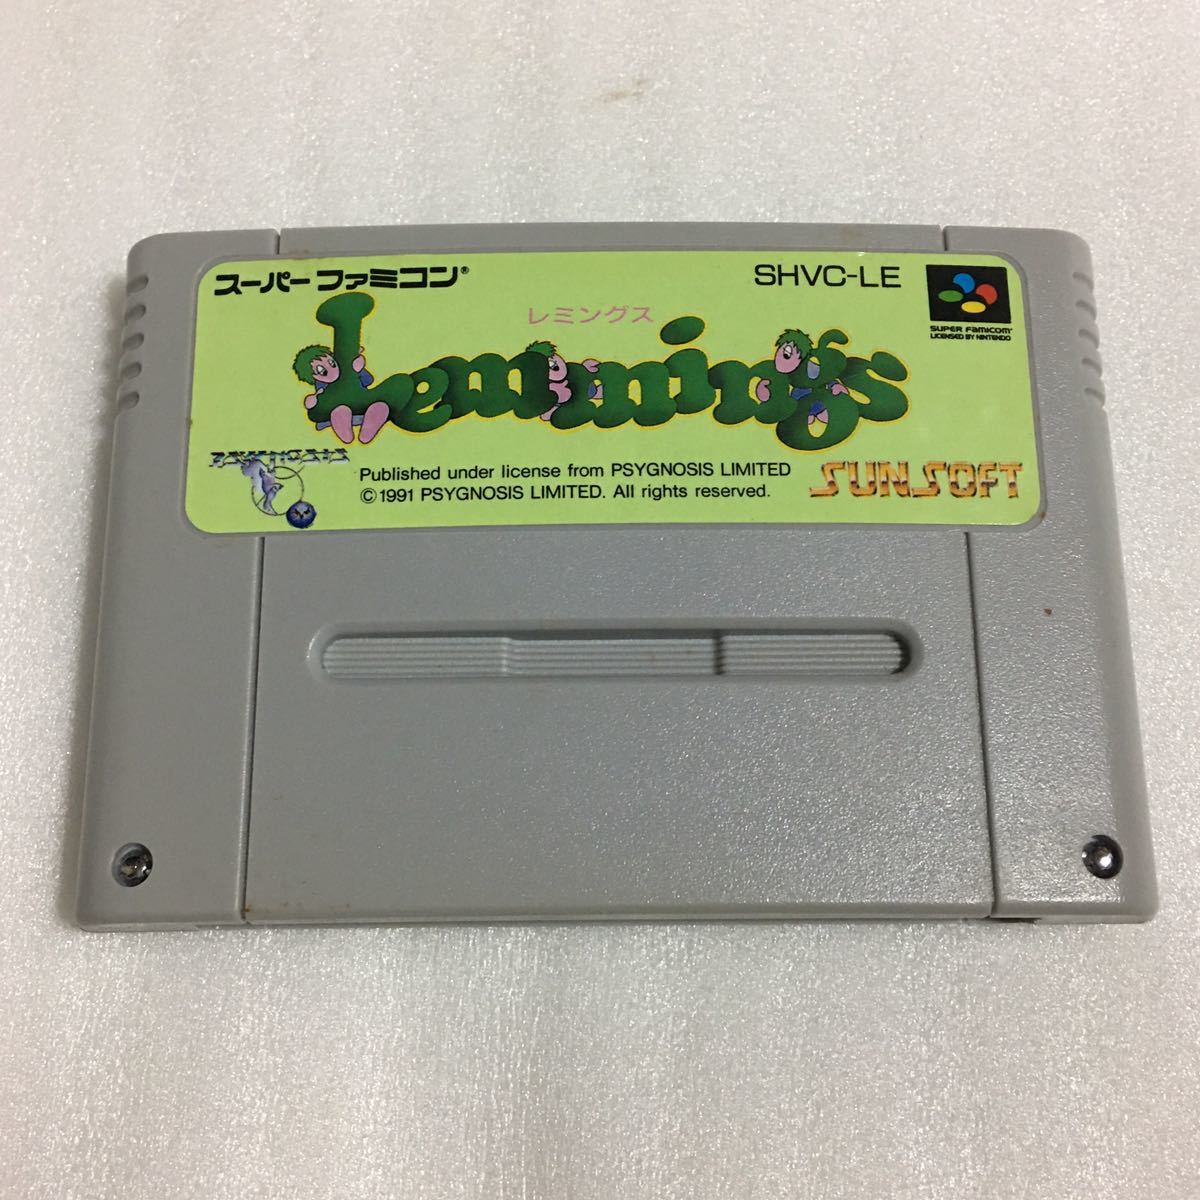 スーパーファミコン®
SHVC-LE
SUPER FAMICOM®
LICENSED BY NINTENDO
レミングス
Lemmings
PSYGNOSIS
Published under license from PSYGNOSIS LIMITED
©1991 PSYGNOSIS LIMITED. All rights reserved.
SUNSOFT